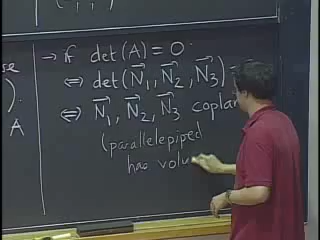 → if det(A) = 0.
⇔ det(N⃗₁, N⃗₂, N⃗₃) =
⇔ N⃗₁, N⃗₂, N⃗₃ coplan
(parallelepiped
has volu
A